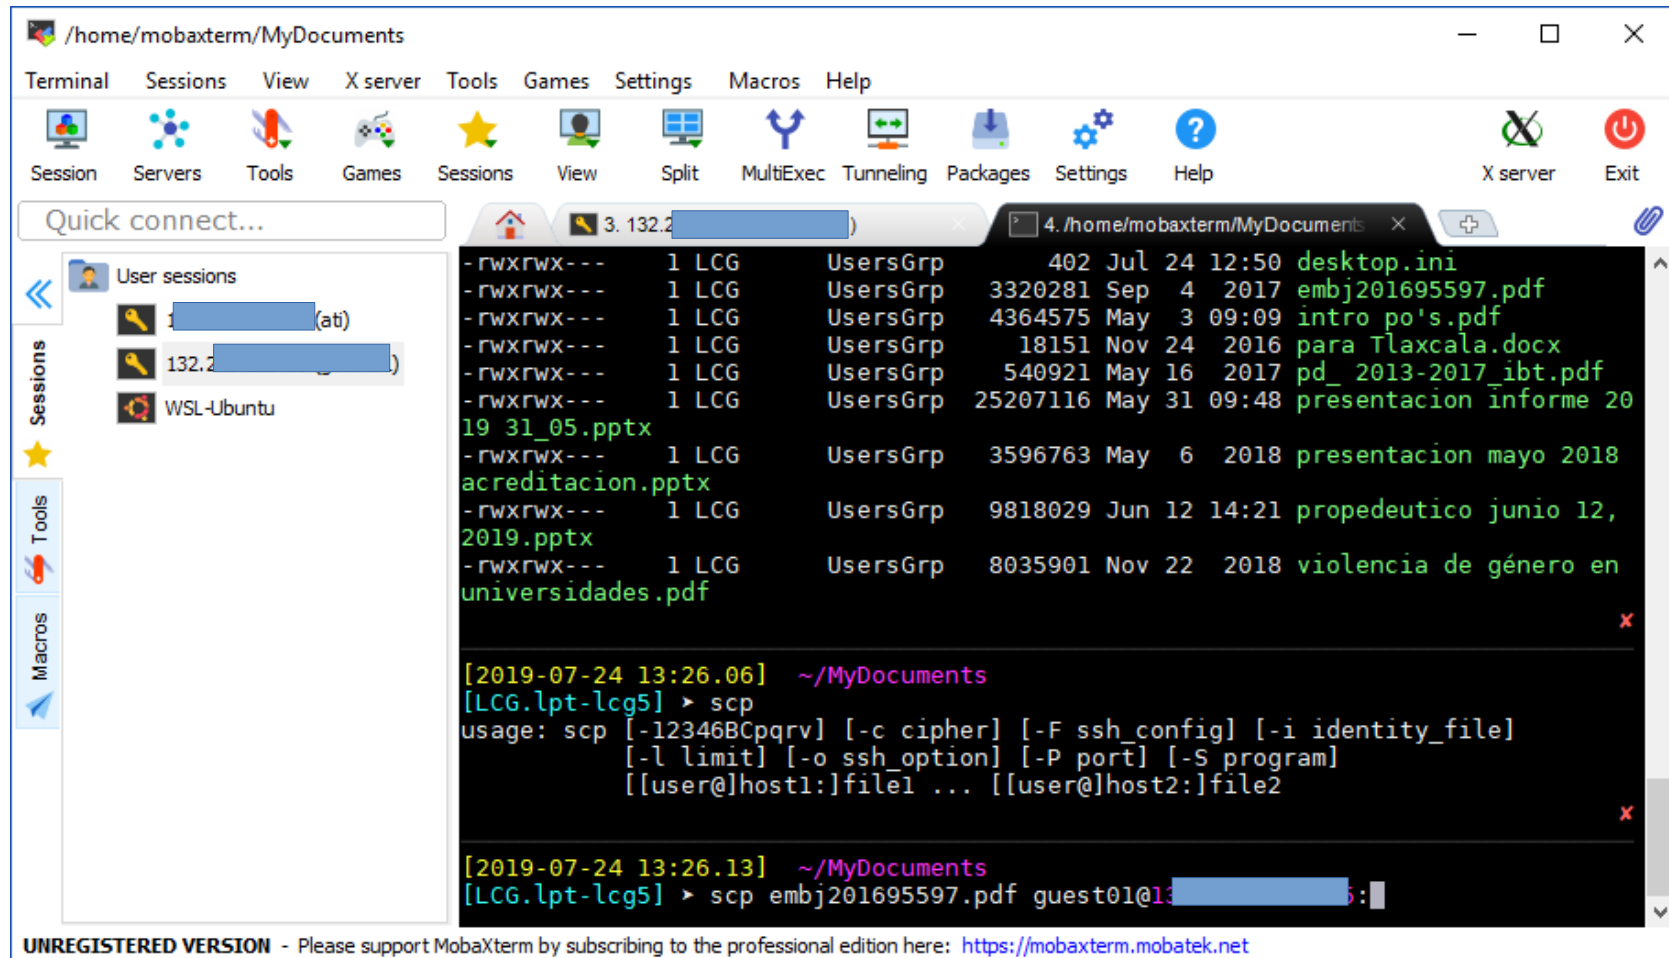 /home/mobaxterm/MyDocuments
Terminal Sessions View X server Tools Games Settings Macros Help
Session Servers Tools Games Sessions View Split MultiExec Tunneling Packages Settings Help X server Exit
Quick connect...
3. 132.2 )
4. /home/mobaxterm/MyDocuments
User sessions
1 (ati)
132.2 )
WSL-Ubuntu
Sessions
Tools
Macros
-rwxrwx--- 1 LCG UsersGrp 402 Jul 24 12:50 desktop.ini
-rwxrwx--- 1 LCG UsersGrp 3320281 Sep 4 2017 embj201695597.pdf
-rwxrwx--- 1 LCG UsersGrp 4364575 May 3 09:09 intro po's.pdf
-rwxrwx--- 1 LCG UsersGrp 18151 Nov 24 2016 para Tlaxcala.docx
-rwxrwx--- 1 LCG UsersGrp 540921 May 16 2017 pd_ 2013-2017_ibt.pdf
-rwxrwx--- 1 LCG UsersGrp 25207116 May 31 09:48 presentacion informe 20
19 31_05.pptx
-rwxrwx--- 1 LCG UsersGrp 3596763 May 6 2018 presentacion mayo 2018
acreditacion.pptx
-rwxrwx--- 1 LCG UsersGrp 9818029 Jun 12 14:21 propedeutico junio 12,
2019.pptx
-rwxrwx--- 1 LCG UsersGrp 8035901 Nov 22 2018 violencia de género en
universidades.pdf
[2019-07-24 13:26.06] ~/MyDocuments
[LCG.lpt-lcg5] ➤ scp
usage: scp [-12346BCpqrv] [-c cipher] [-F ssh_config] [-i identity_file]
[-l limit] [-o ssh_option] [-P port] [-S program]
[[user@]host1:]file1 ... [[user@]host2:]file2
[2019-07-24 13:26.13] ~/MyDocuments
[LCG.lpt-lcg5] ➤ scp embj201695597.pdf guest01@13 :
UNREGISTERED VERSION - Please support MobaXterm by subscribing to the professional edition here: https://mobaxterm.mobatek.net